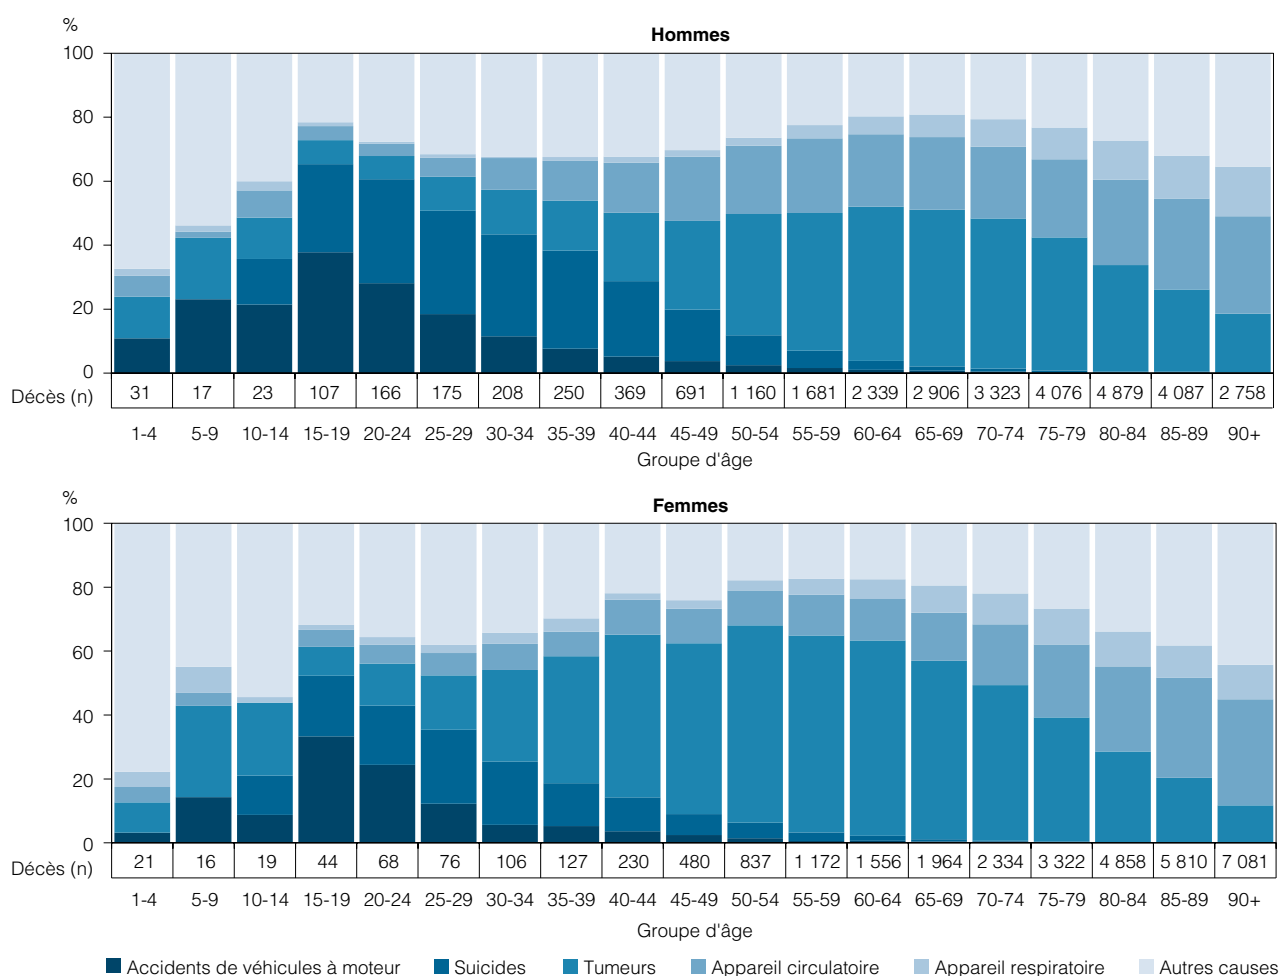 %
Hommes
100
80
60
40
20
0
Décès (n) 31 17 23 107 166 175 208 250 369 691 1 160 1 681 2 339 2 906 3 323 4 076 4 879 4 087 2 758
1-4 5-9 10-14 15-19 20-24 25-29 30-34 35-39 40-44 45-49 50-54 55-59 60-64 65-69 70-74 75-79 80-84 85-89 90+
Groupe d'âge
%
Femmes
100
80
60
40
20
0
Décès (n) 21 16 19 44 68 76 106 127 230 480 837 1 172 1 556 1 964 2 334 3 322 4 858 5 810 7 081
1-4 5-9 10-14 15-19 20-24 25-29 30-34 35-39 40-44 45-49 50-54 55-59 60-64 65-69 70-74 75-79 80-84 85-89 90+
Groupe d'âge
Accidents de véhicules à moteur Suicides Tumeurs Appareil circulatoire Appareil respiratoire Autres causes